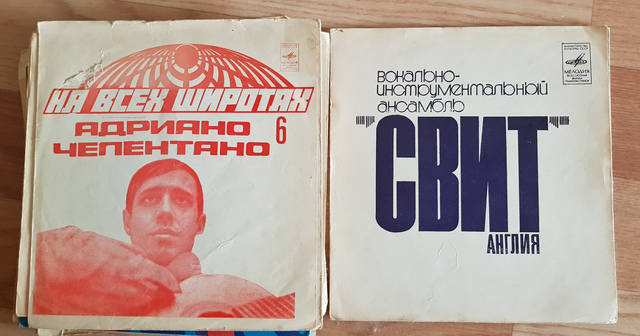 НА ВСЕХ ШИРОТАХ
АДРИАНО
ЧЕЛЕНТАНО
6
Вокально-
инструментальный
ансамбль
"СВИТ"
АНГЛИЯ
МЕЛОДИЯ